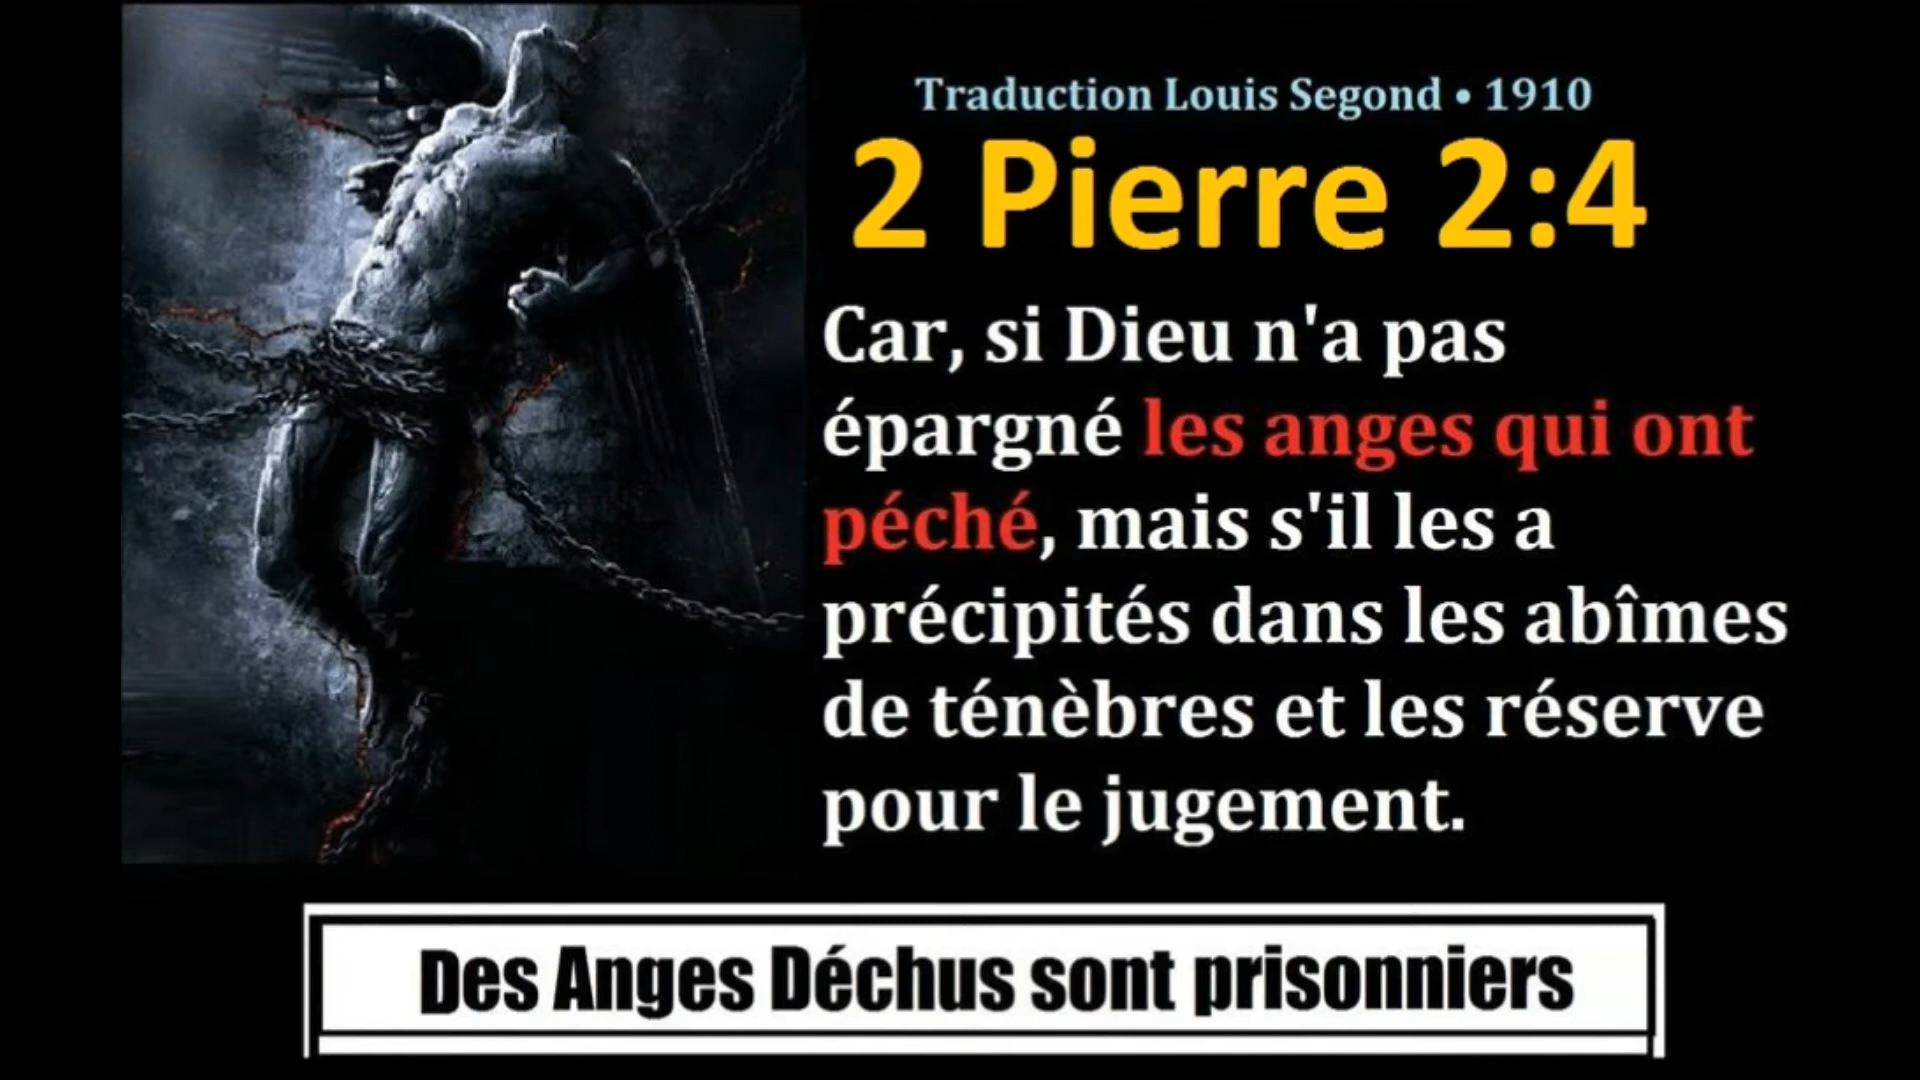 Traduction Louis Segond • 1910
2 Pierre 2:4
Car, si Dieu n'a pas
épargné les anges qui ont
péché, mais s'il les a
précipités dans les abîmes
de ténèbres et les réserve
pour le jugement.
Des Anges Déchus sont prisonniers